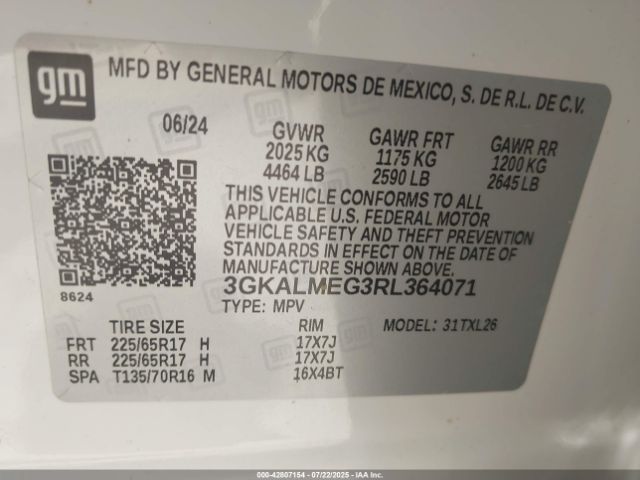 gm
MFD BY GENERAL MOTORS DE MEXICO, S. DE R.L. DE C.V.
06/24
GVWR
2025 KG
4464 LB
GAWR FRT
1175 KG
2590 LB
GAWR RR
1200 KG
2645 LB
THIS VEHICLE CONFORMS TO ALL
APPLICABLE U.S. FEDERAL MOTOR
VEHICLE SAFETY AND THEFT PREVENTION
STANDARDS IN EFFECT ON THE DATE OF
MANUFACTURE SHOWN ABOVE.
8624
3GKALMEG3RL364071
TYPE: MPV
MODEL: 31TXL26
TIRE SIZE RIM
FRT 225/65R17 H 17X7J
RR 225/65R17 H 17X7J
SPA T135/70R16 M 16X4BT
000-42807154 | 07/22/2025 | IAA Inc.